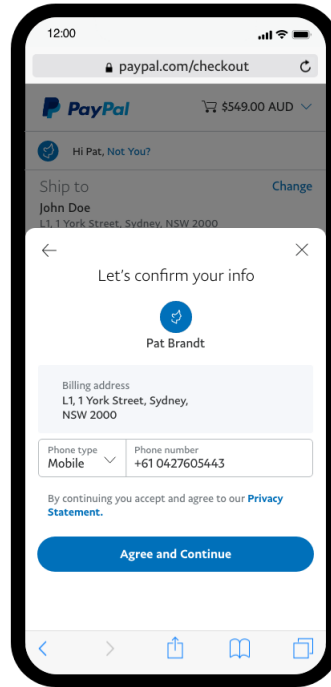 12:00
paypal.com/checkout
PayPal
$549.00 AUD
Hi Pat, Not You?
Ship to
Change
John Doe
L1, 1 York Street, Sydney, NSW 2000
Let's confirm your info
Pat Brandt
Billing address
L1, 1 York Street, Sydney,
NSW 2000
Phone type
Mobile
Phone number
+61 0427605443
By continuing you accept and agree to our Privacy
Statement.
Agree and Continue